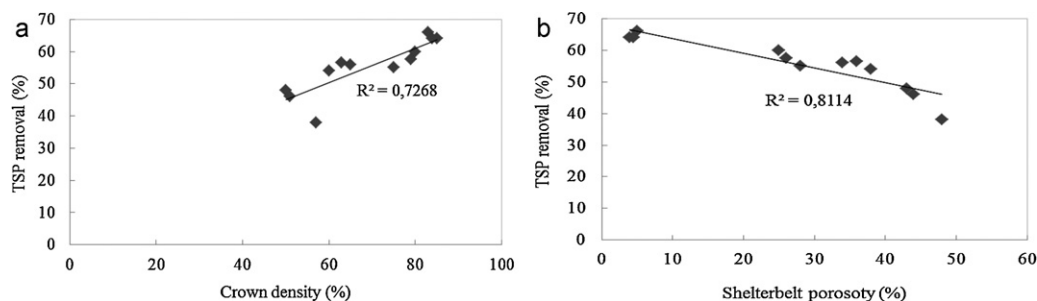 a
TSP removal (%)
70
60
50
40
30
20
10
0
R² = 0,7268
0 20 40 60 80 100
Crown density (%)
b
TSP removal (%)
70
60
50
40
30
20
10
0
R² = 0,8114
0 10 20 30 40 50 60
Shelterbelt porosoty (%)